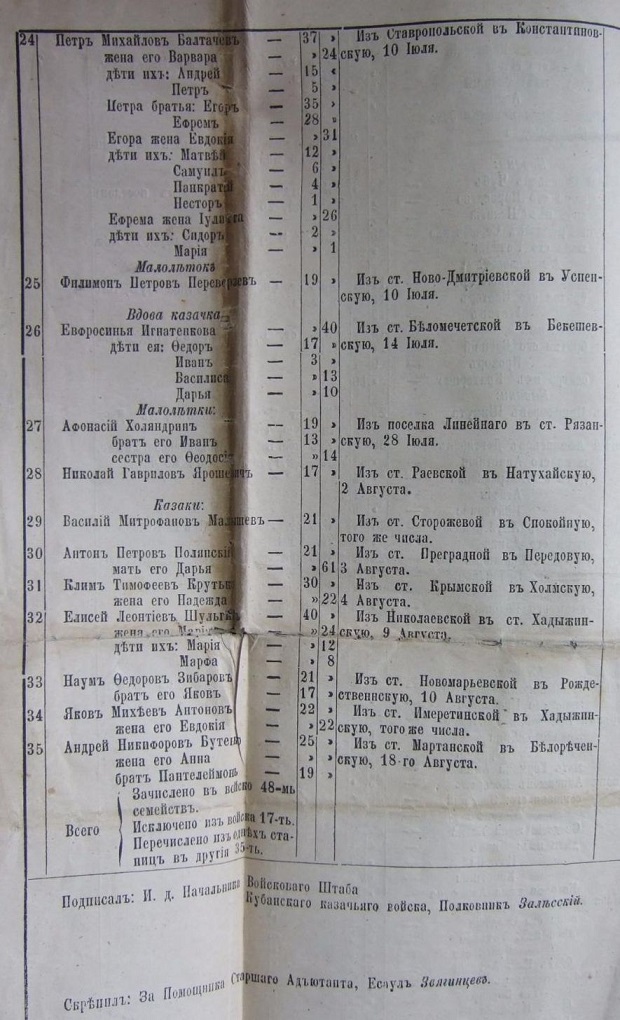 24 Петръ Михайловъ Балтачевъ — 37 » Изъ Ставропольской въ Константинов-
жена его Варвара — » 24 скую, 10 Іюля.
дѣти ихъ: Андрей — 15 «
Петръ — 5 »
Петра братья: Егоръ — 35 »
Ефремъ — 28 »
Егора жена Евдокія — » 31
дѣти ихъ: Матвѣй — 12 »
Самуилъ — 6 »
Панкратій — 4 »
Несторъ — 1 »
Ефрема жена — » 26
дѣти ихъ: Сидоръ — 2 »
Марія — » 1
Малолѣтокъ
25 Филимонъ Петровъ — 19 » Изъ ст. Ново-Дмитріевской въ Успен-
скую, 10 Іюля.
Вдова казачка
26 Евфросинья Игнатенкова — » 40 Изъ ст. Бѣломечетской въ Бекешев-
дѣти ея: Ѳедоръ — 17 » скую, 14 Іюля.
Иванъ — 3 »
Василиса — » 13
Дарья — » 10
Малолѣтки:
27 Афонасій Холяндринъ — 19 » Изъ поселка Линейнаго въ ст. Рязан-
братъ его Иванъ — 13 » скую, 28 Іюля.
сестра его Ѳеодосія — » 14
28 Николай Гавриловъ — 17 » Изъ ст. Раевской въ Натухайскую,
2 Августа.
Казаки:
29 Василій Митрофановъ — 21 » Изъ ст. Сторожевой въ Спокойную,
того же числа.
30 Антонъ Петровъ Полянскій — 21 » Изъ ст. Преградной въ Передовую,
мать его Дарья — » 61 3 Августа.
31 Климъ Тимофеевъ — 30 » Изъ ст. Крымской въ Холмскую,
жена его Надежда — » 22 4 Августа.
32 Елисей Леонтіевъ — 40 » Изъ Николаевской въ ст. Хадыжин-
жена его Марія — » 24 скую, 9 Августа.
дѣти ихъ: Марія — » 12
Марфа — » 8
33 Наумъ Ѳедоровъ Зибаровъ — 21 » Изъ ст. Новомарьевской въ Рожде-
братъ его Яковъ — 17 » ственнскую, 10 Августа.
34 Яковъ Михѣевъ Антоновъ — 22 » Изъ ст. Имеретинской въ Хадыжин-
жена его Евдокія — » 22 скую, того же числа.
35 Андрей Никифоровъ Бутенко — 25 » Изъ ст. Мартанской въ Бѣлорѣчен-
жена его Анна — » скую, 18-го Августа.
братъ Пантелеймонъ — 19 »
Зачислено въ войско 48-мь
семействъ.
Всего Исключено изъ войска 17-ть.
Перечислено изъ однѣхъ ста-
ницъ въ другія 35-ть.
Подписалъ: И. д. Начальника Войсковаго Штаба
Кубанскаго казачьяго войска, Полковникъ Залѣсскій.
Скрѣпилъ: За Помощника Старшаго Адъютанта, Есаулъ